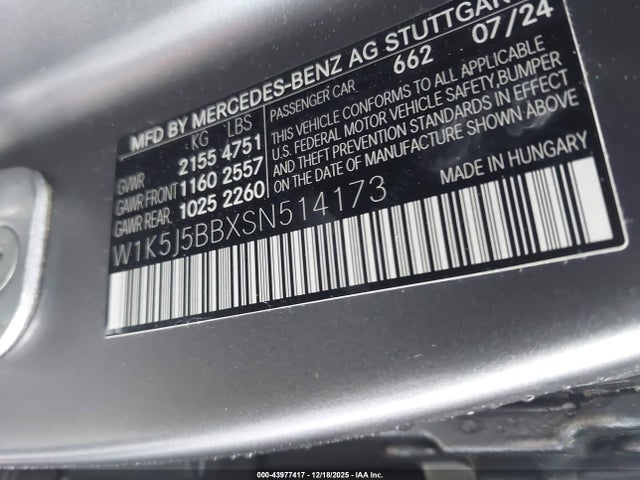 MFD BY MERCEDES-BENZ AG STUTTGAR
KG LBS
GVWR 2155 4751
GAWR FRONT 1160 2557
GAWR REAR 1025 2260
PASSENGER CAR 662 07/24
THIS VEHICLE CONFORMS TO ALL APPLICABLE
U.S. FEDERAL MOTOR VEHICLE SAFETY, BUMPER
AND THEFT PREVENTION STANDARDS IN EFFECT
ON THE DATE OF MANUFACTURE SHOWN ABOVE
MADE IN HUNGARY
W1K5J5BBXSN514173
000-43977417 - 12/18/2025 - IAA Inc.